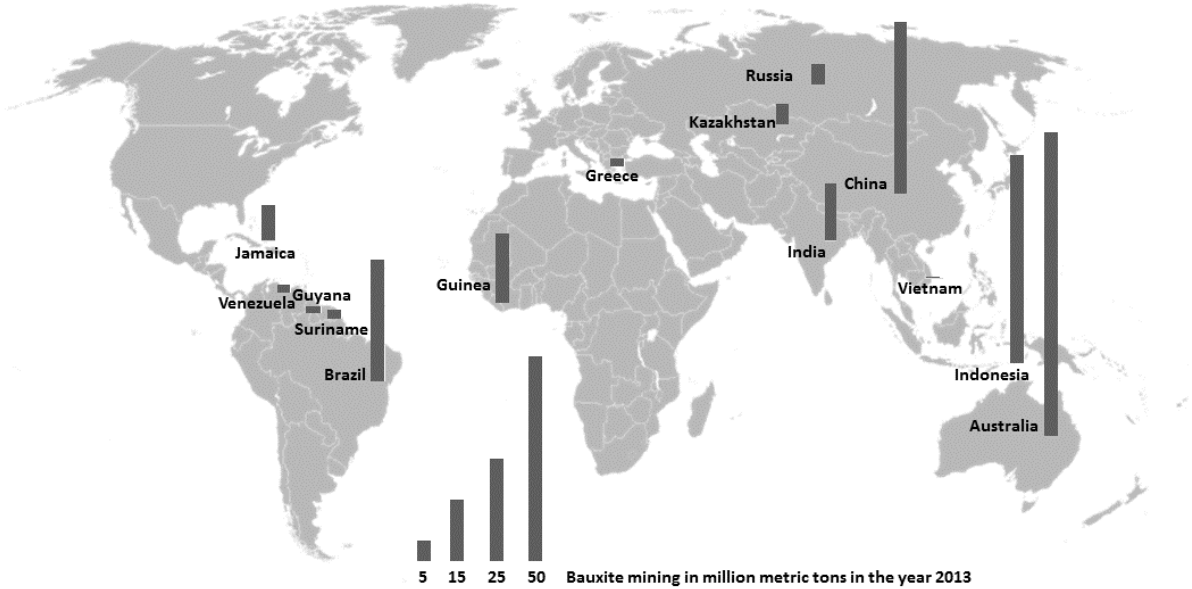 Russia
Kazakhstan
Greece
China
Jamaica
India
Guinea
Vietnam
Venezuela
Guyana
Suriname
Brazil
Indonesia
Australia
5 15 25 50 Bauxite mining in million metric tons in the year 2013